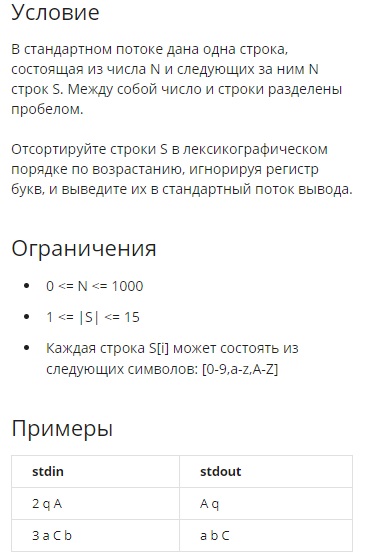 Условие
В стандартном потоке дана одна строка,
состоящая из числа N и следующих за ним N
строк S. Между собой число и строки разделены
пробелом.
Отсортируйте строки S в лексикографическом
порядке по возрастанию, игнорируя регистр
букв, и выведите их в стандартный поток вывода.
Ограничения
• 0 <= N <= 1000
• 1 <= |S| <= 15
• Каждая строка S[i] может состоять из
следующих символов: [0-9,a-z,A-Z]
Примеры
stdin stdout
2 q A A q
3 a C b a b C